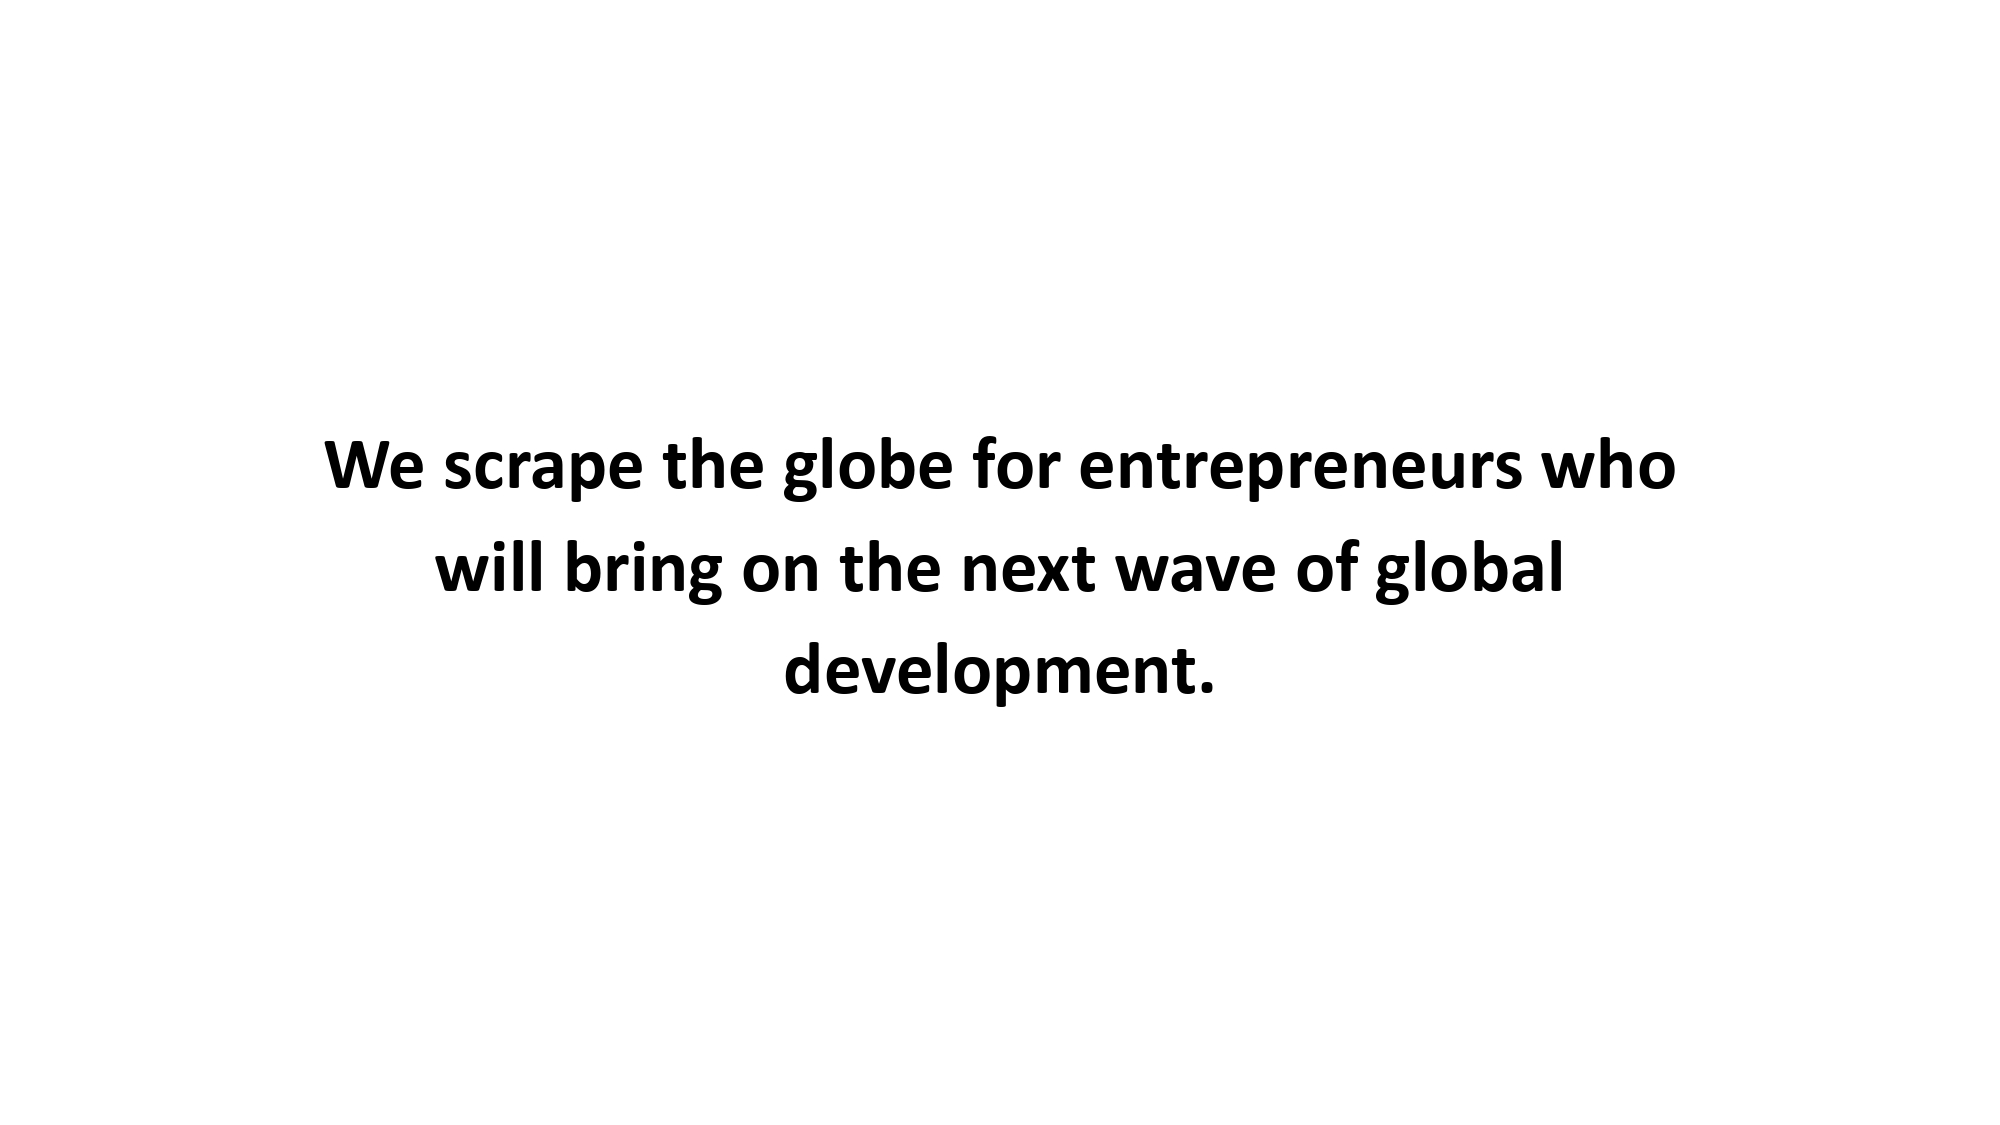 We scrape the globe for entrepreneurs who
will bring on the next wave of global
development.